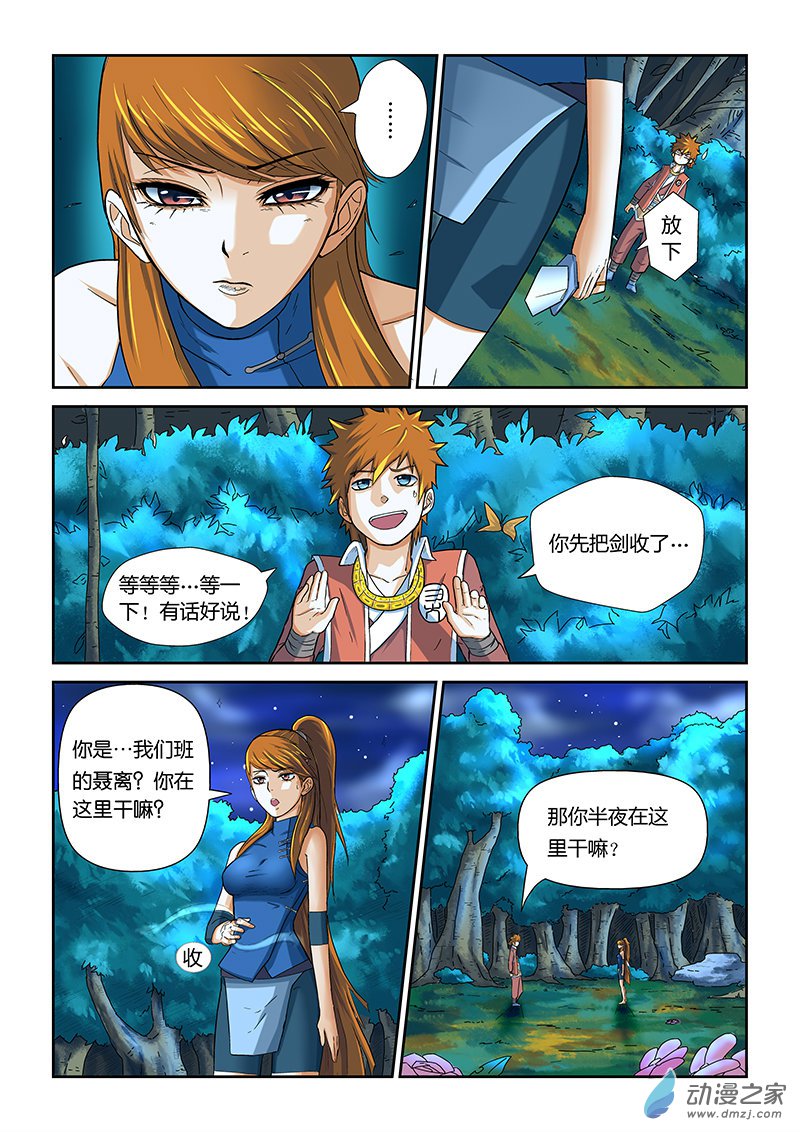 ……
放
下
等等等…等一
下！有话好说！
你先把剑收了…
你是…我们班
的聂离？你在
这里干嘛？
收
那你半夜在这
里干嘛？
动漫之家
www.dmzj.com